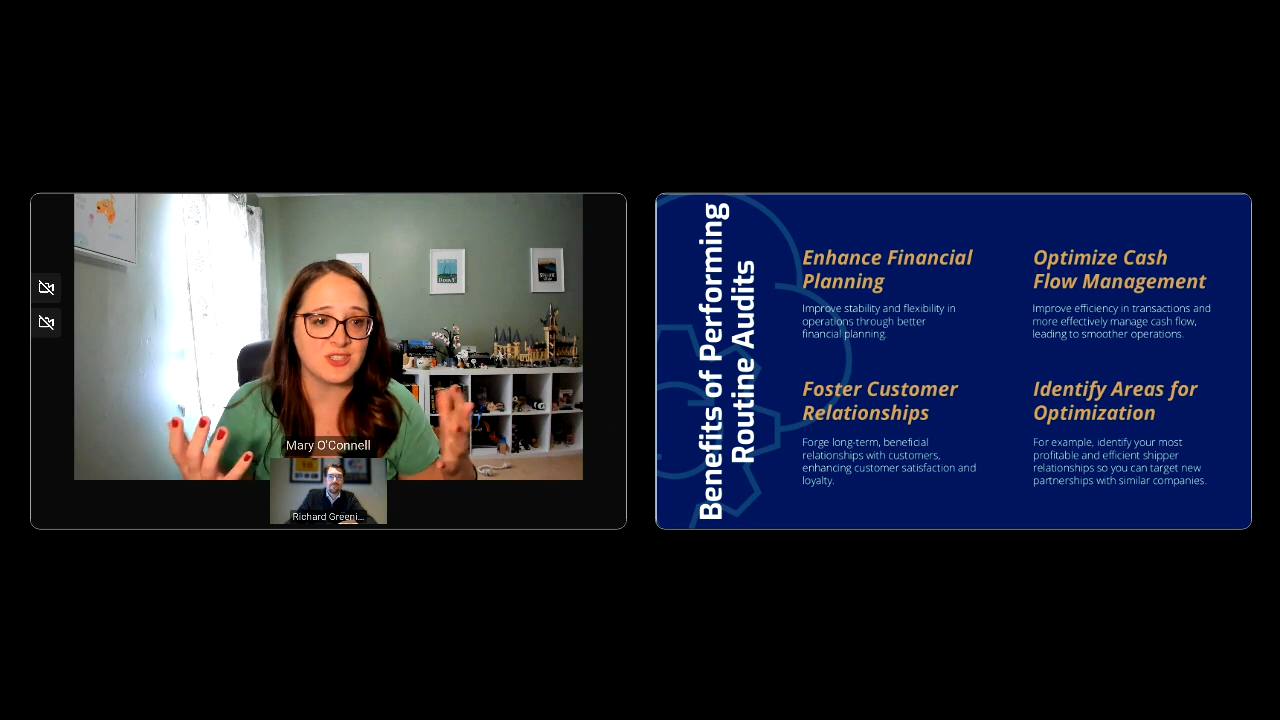 Mary O'Connell
Richard Greeni...
Benefits of Performing
Routine Audits
Enhance Financial
Planning
Improve stability and flexibility in
operations through better
financial planning.
Optimize Cash
Flow Management
Improve efficiency in transactions and
more effectively manage cash flow,
leading to smoother operations.
Foster Customer
Relationships
Forge long-term, beneficial
relationships with customers,
enhancing customer satisfaction and
loyalty.
Identify Areas for
Optimization
For example, identify your most
profitable and efficient shipper
relationships so you can target new
partnerships with similar companies.